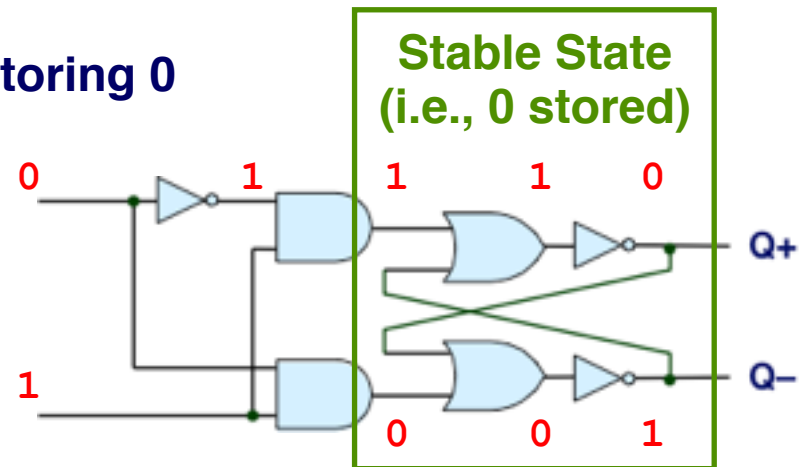 toring 0
Stable State
(i.e., 0 stored)
0 1 1 1 0
Q+
Q–
1
0 0 1